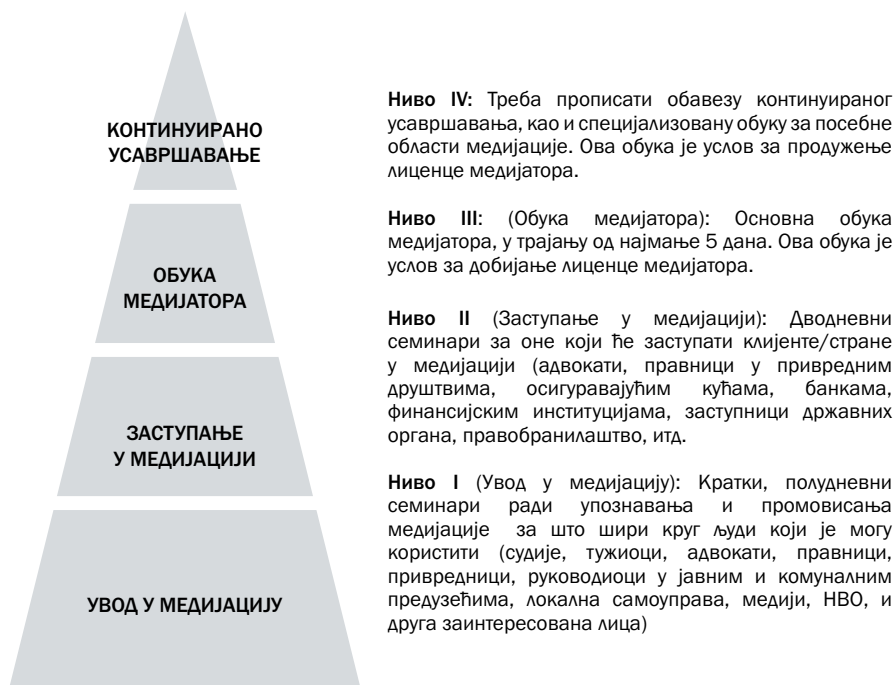 КОНТИНУИРАНО
УСАВРШАВАЊЕ
Ниво IV: Треба прописати обавезу континуираног
усавршавања, као и специјализовану обуку за посебне
области медијације. Ова обука је услов за продужење
лиценце медијатора.
ОБУКА
МЕДИЈАТОРА
Ниво III: (Обука медијатора): Основна обука
медијатора, у трајању од најмање 5 дана. Ова обука је
услов за добијање лиценце медијатора.
ЗАСТУПАЊЕ
У МЕДИЈАЦИЈИ
Ниво II (Заступање у медијацији): Дводневни
семинари за оне који ће заступати клијенте/стране
у медијацији (адвокати, правници у привредним
друштвима, осигуравајућим кућама, банкама,
финансијским институцијама, заступници државних
органа, правобранилаштво, итд.
УВОД У МЕДИЈАЦИЈУ
Ниво I (Увод у медијацију): Кратки, полудневни
семинари ради упознавања и промовисања
медијације за што шири круг људи који је могу
користити (судије, тужиоци, адвокати, правници,
привредници, руководиоци у јавним и комуналним
предузећима, локална самоуправа, медији, НВО, и
друга заинтересована лица)